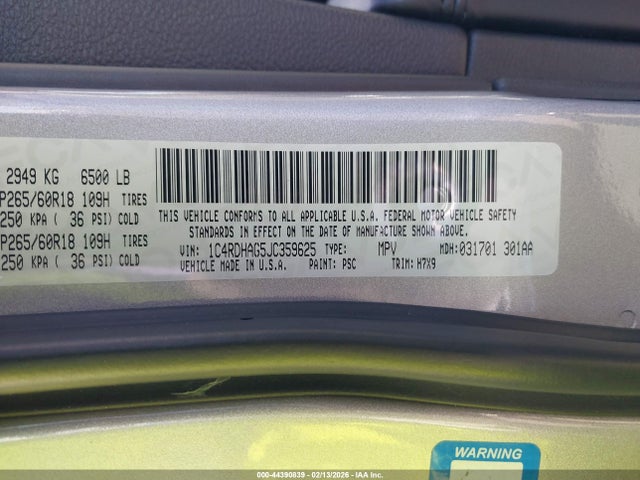 2949 KG 6500 LB
P265/60R18 109H TIRES
250 KPA ( 36 PSI) COLD
P265/60R18 109H TIRES
250 KPA ( 36 PSI) COLD
THIS VEHICLE CONFORMS TO ALL APPLICABLE U.S.A. FEDERAL MOTOR VEHICLE SAFETY
STANDARDS IN EFFECT ON THE DATE OF MANUFACTURE SHOWN ABOVE.
VIN: 1C4RDHAG5JC359625 TYPE: MPV MDH: 031701 301AA
VEHICLE MADE IN U.S.A. PAINT: PSC TRIM: H7X9
WARNING
000-44390839 - 02/13/2026 - IAAI Inc.